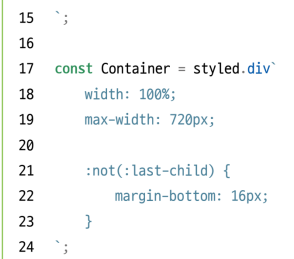 15 `;
16
17 const Container = styled.div`
18     width: 100%;
19     max-width: 720px;
20
21     :not(:last-child) {
22         margin-bottom: 16px;
23     }
24 `;